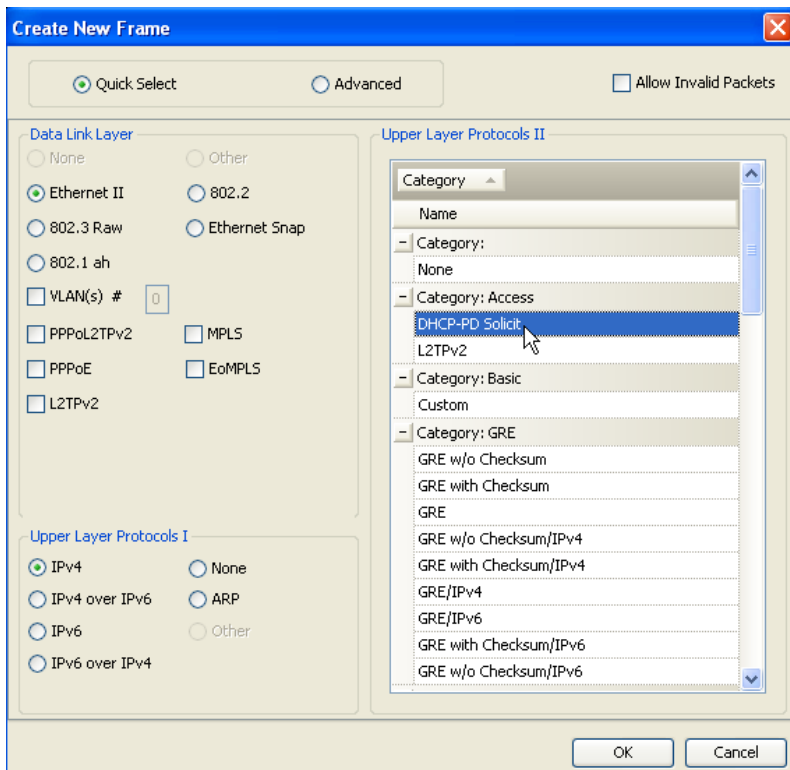 Create New Frame
Quick Select Advanced Allow Invalid Packets
Data Link Layer
None Other
Ethernet II 802.2
802.3 Raw Ethernet Snap
802.1 ah
VLAN(s) # 0
PPPoL2TPv2 MPLS
PPPoE EoMPLS
L2TPv2
Upper Layer Protocols I
IPv4 None
IPv4 over IPv6 ARP
IPv6 Other
IPv6 over IPv4
Upper Layer Protocols II
Category
Name
Category:
None
Category: Access
DHCP-PD Solicit
L2TPv2
Category: Basic
Custom
Category: GRE
GRE w/o Checksum
GRE with Checksum
GRE
GRE w/o Checksum/IPv4
GRE with Checksum/IPv4
GRE/IPv4
GRE/IPv6
GRE with Checksum/IPv6
GRE w/o Checksum/IPv6
OK Cancel